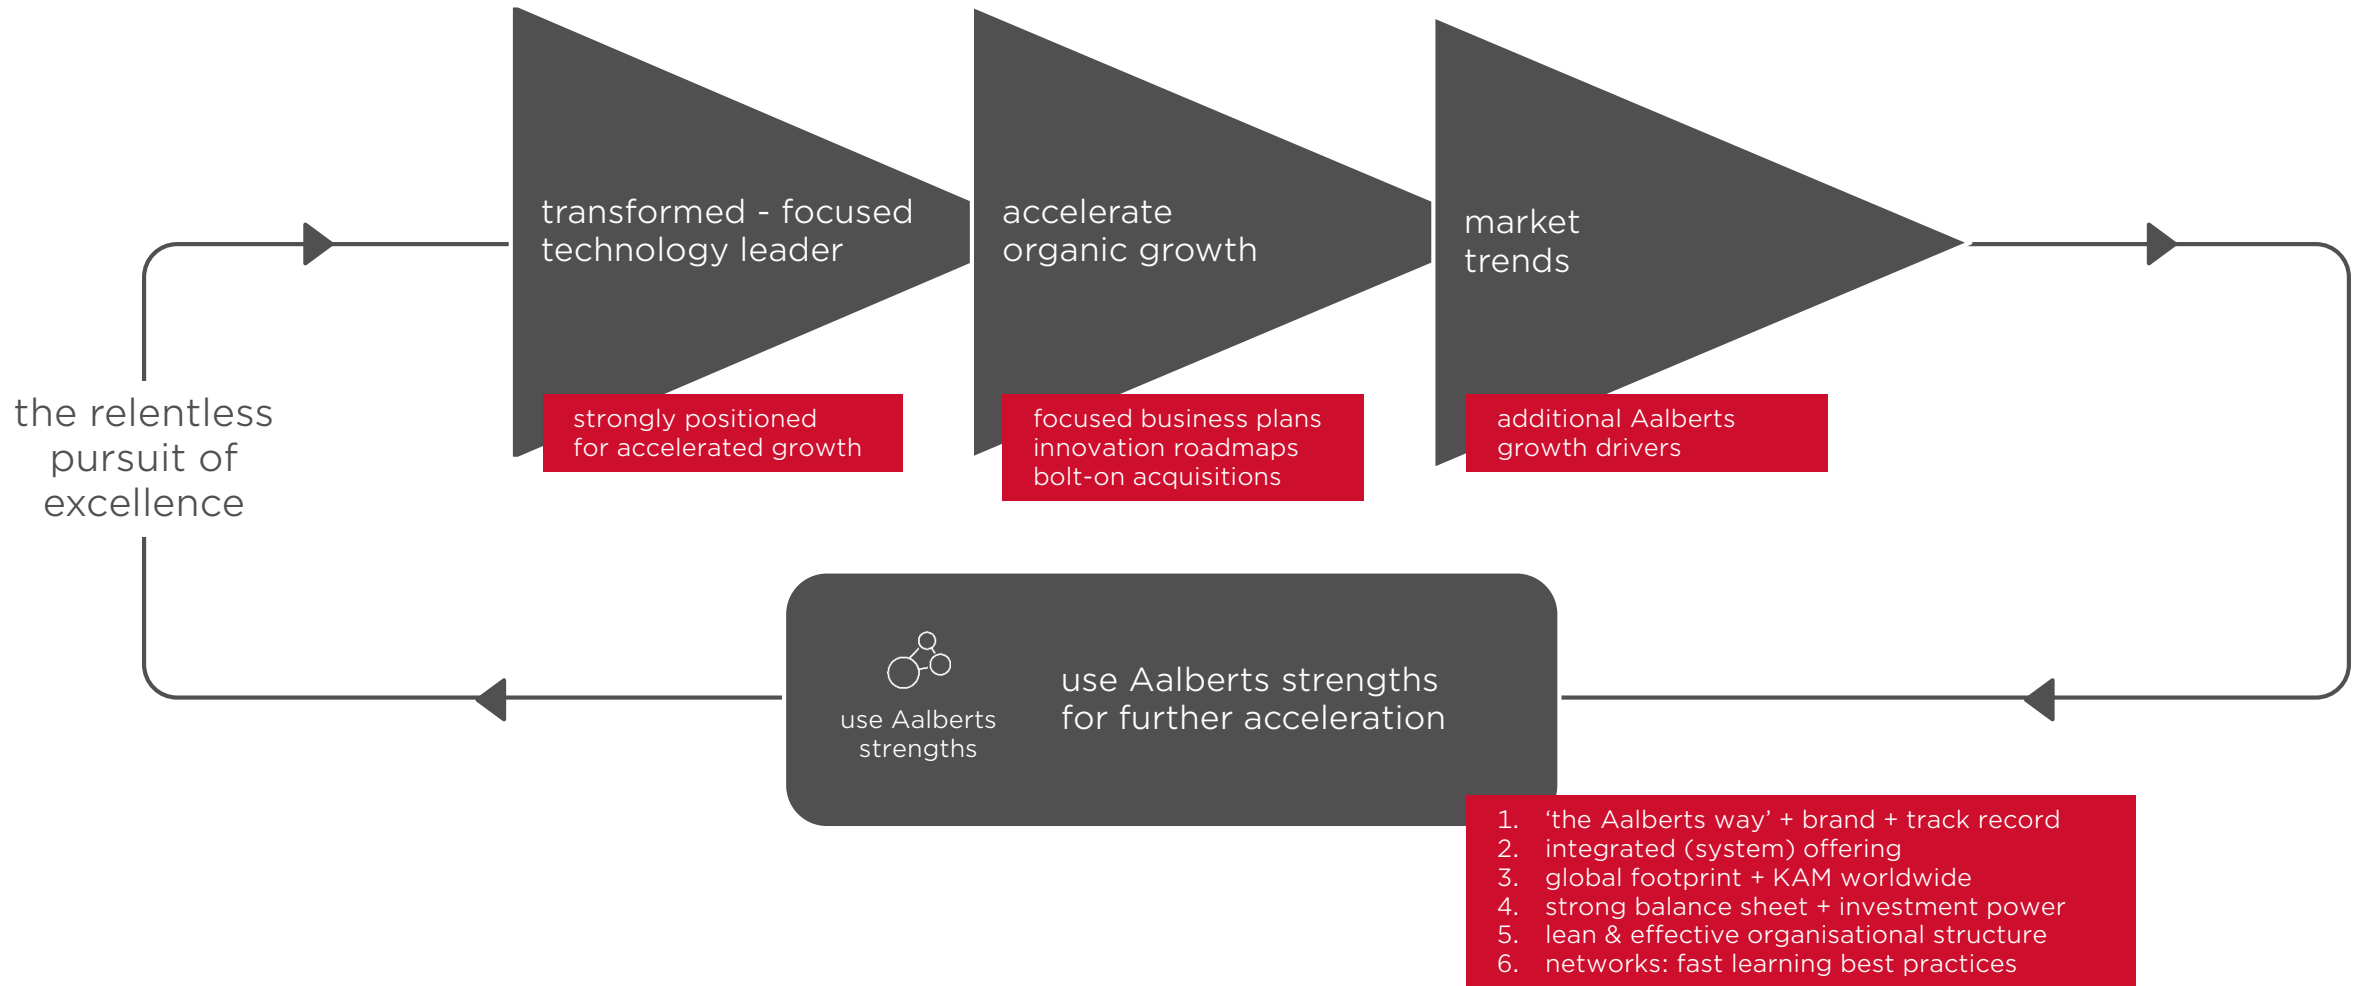 transformed - focused
technology leader
accelerate
organic growth
market
trends
strongly positioned
for accelerated growth
focused business plans
innovation roadmaps
bolt-on acquisitions
additional Aalberts
growth drivers
the relentless
pursuit of
excellence
use Aalberts
strengths
use Aalberts strengths
for further acceleration
1. ‘the Aalberts way’ + brand + track record
2. integrated (system) offering
3. global footprint + KAM worldwide
4. strong balance sheet + investment power
5. lean & effective organisational structure
6. networks: fast learning best practices